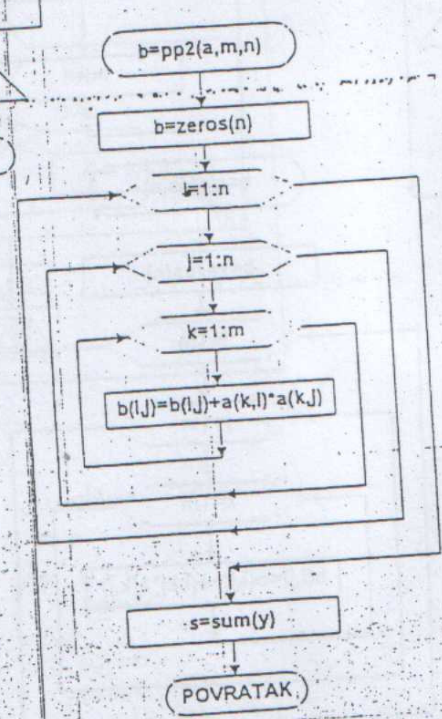 b=pp2(a,m,n)
b=zeros(n)
i=1:n
j=1:n
k=1:m
b(i,j)=b(i,j)+a(k,i)*a(k,j)
s=sum(y)
POVRATAK